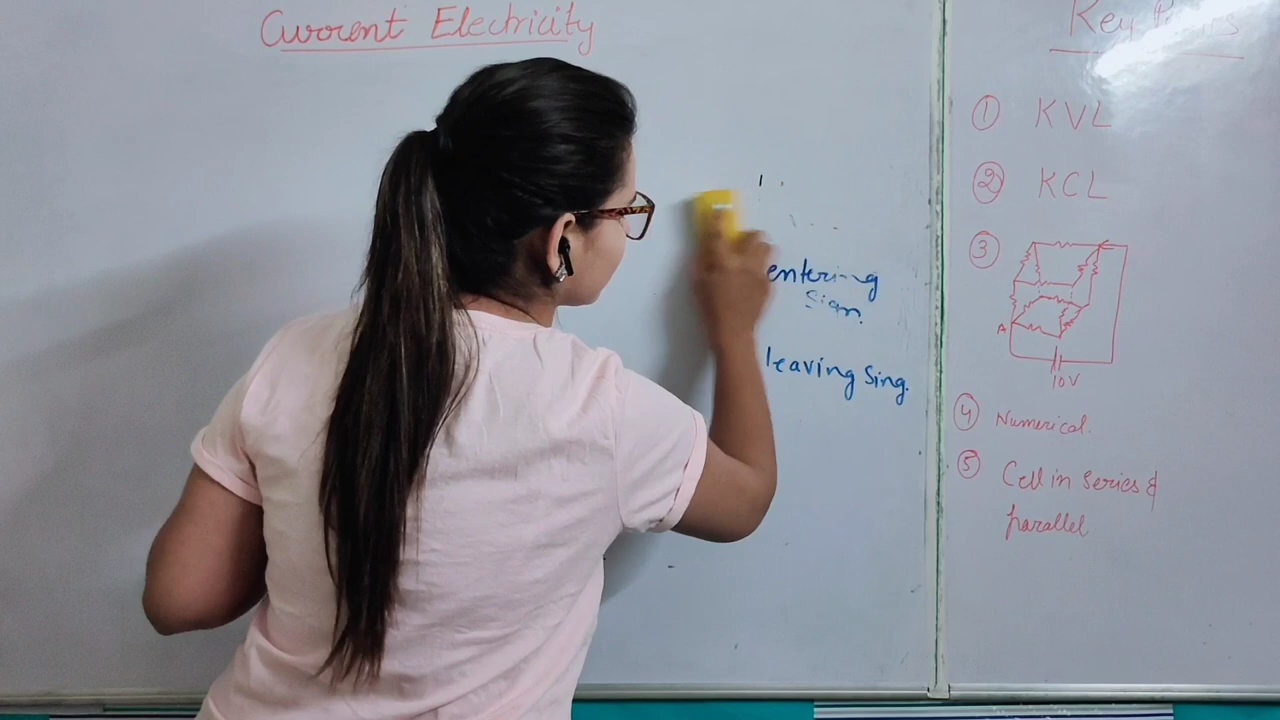 Current Electricity
entering
Sign.
leaving Sing.
Key
① KVL
② KCL
③
A
10V
④ Numerical.
⑤ Cell in Series &
parallel